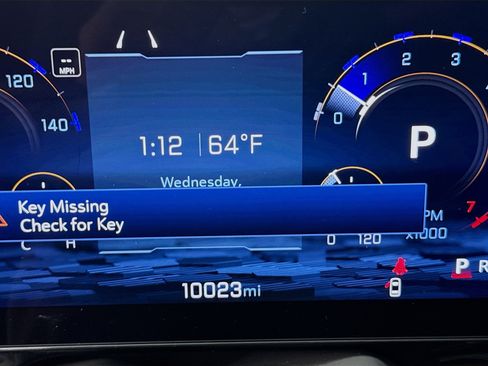 --
MPH
120
140
0
1
2
3
1:12 | 64°F
P
Wednesday,
Key Missing
Check for Key
C H
0 120
PM
X1000
7
10023mi
P R